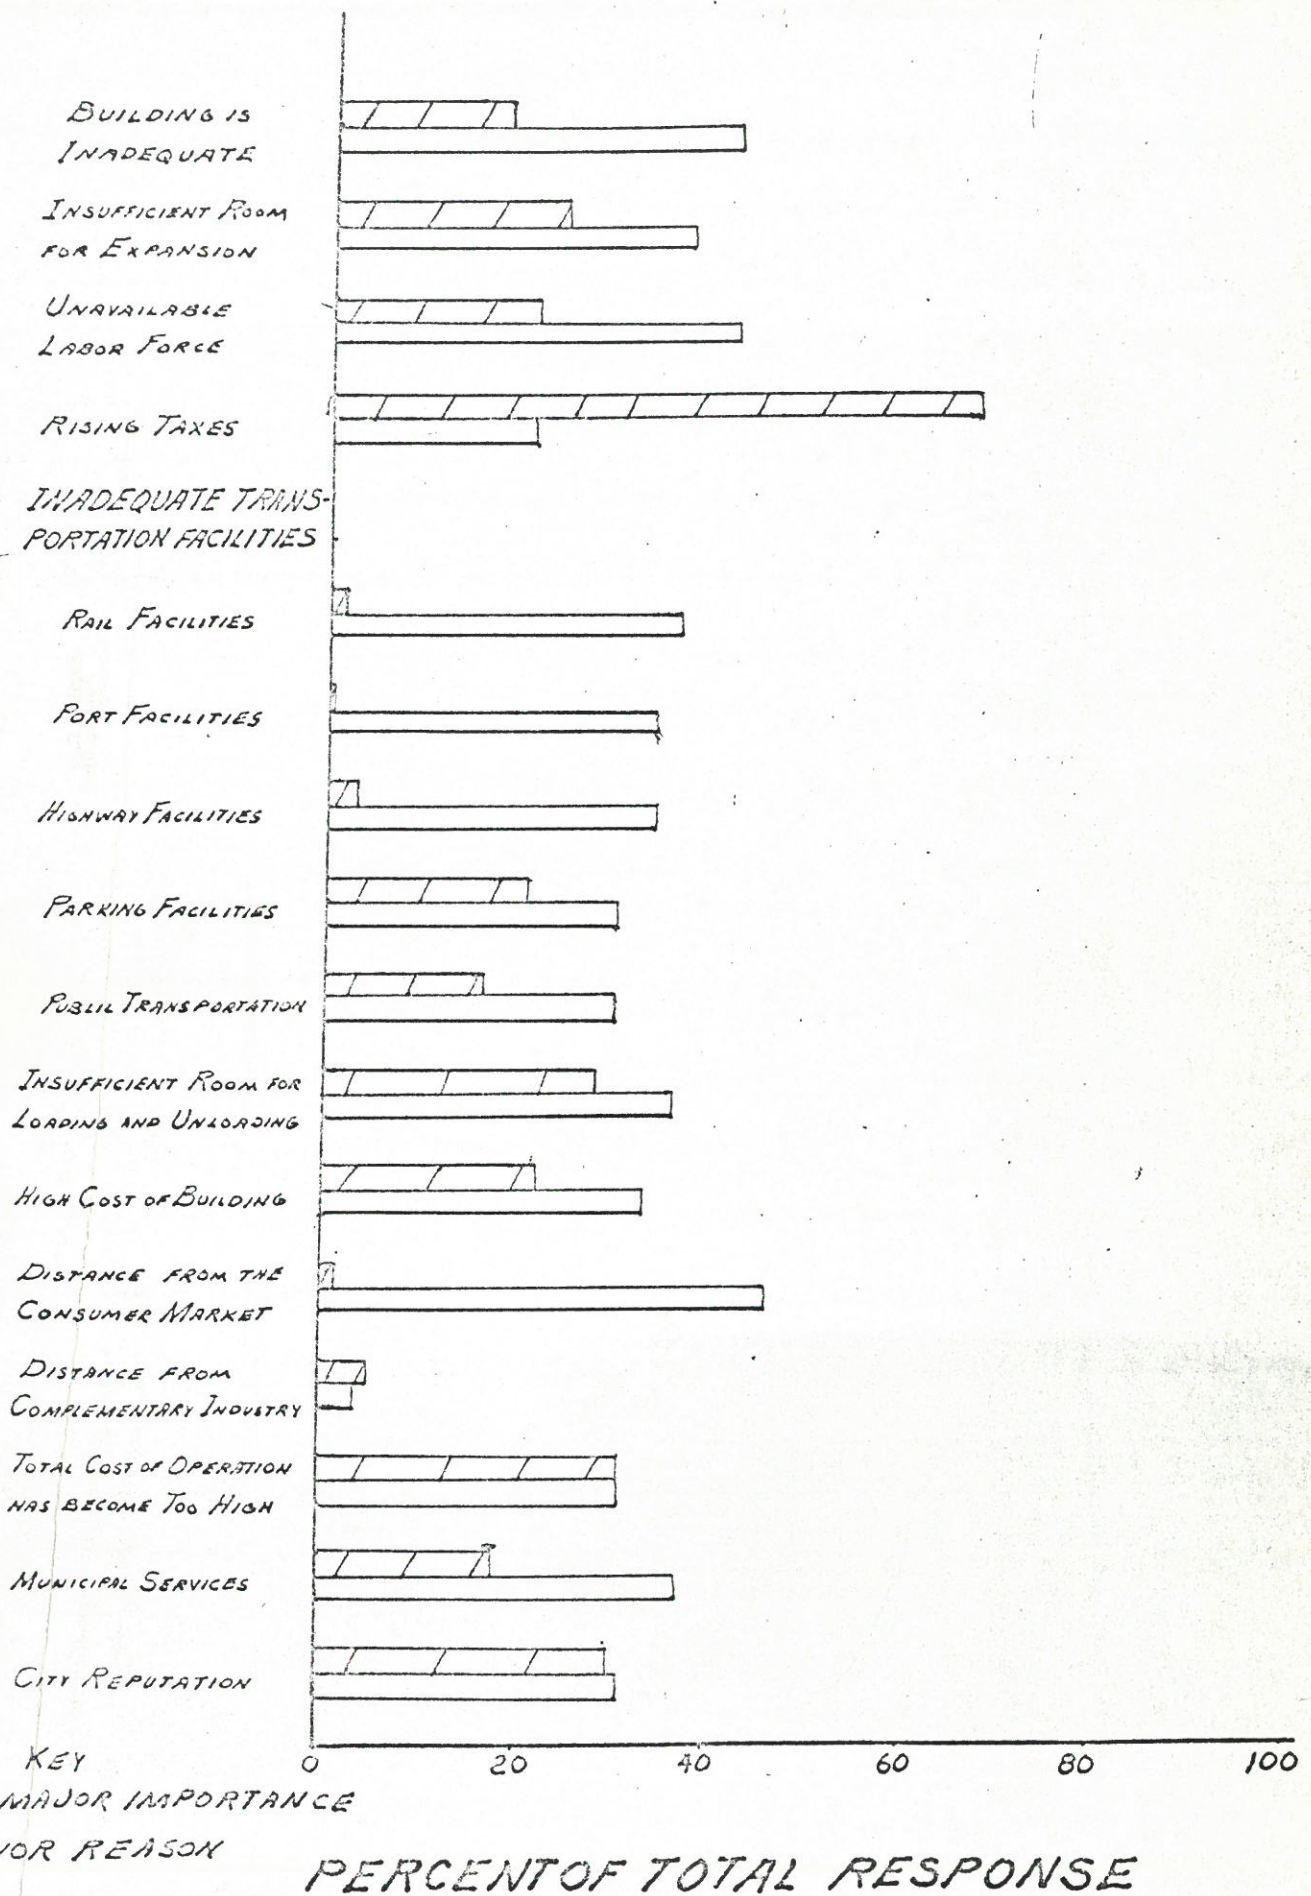 BUILDING IS
INADEQUATE
INSUFFICIENT ROOM
FOR EXPANSION
UNAVAILABLE
LABOR FORCE
RISING TAXES
INADEQUATE TRANS-
PORTATION FACILITIES
RAIL FACILITIES
PORT FACILITIES
HIGHWAY FACILITIES
PARKING FACILITIES
PUBLIL TRANSPORTATION
INSUFFICIENT ROOM FOR
LOADING AND UNLOADING
HIGH COST OF BUILDING
DISTANCE FROM THE
CONSUMER MARKET
DISTANCE FROM
COMPLEMENTARY INDUSTRY
TOTAL COST OF OPERATION
HAS BECOME TOO HIGH
MUNICIPAL SERVICES
CITY REPUTATION
0 20 40 60 80 100
KEY
MAJOR IMPORTANCE
REASON
PERCENT OF TOTAL RESPONSE